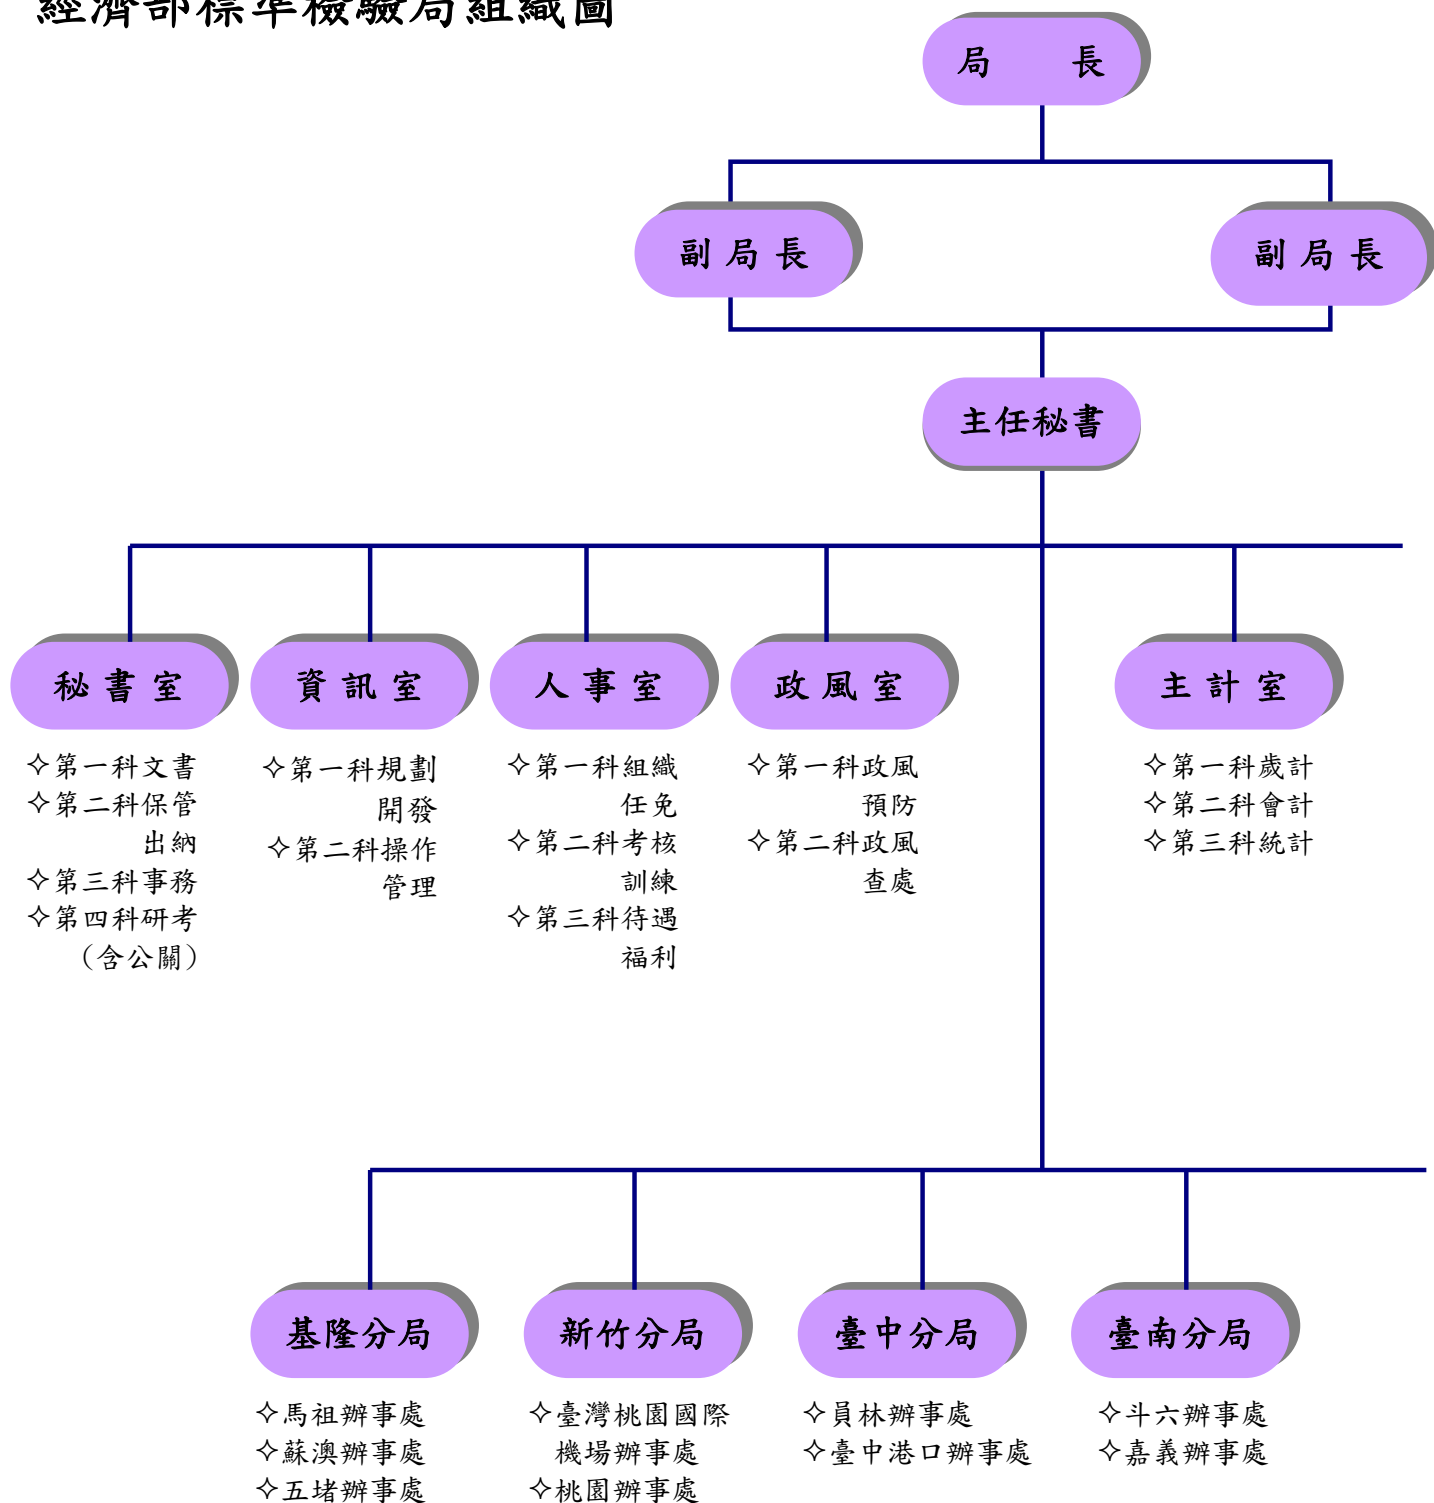 經濟部標準檢驗局組織圖
局 長
副局長
副局長
主任秘書
秘書室
✧第一科文書
✧第二科保管
出納
✧第三科事務
✧第四科研考
（含公關）
資訊室
✧第一科規劃
開發
✧第二科操作
管理
人事室
✧第一科組織
任免
✧第二科考核
訓練
✧第三科待遇
福利
政風室
✧第一科政風
預防
✧第二科政風
查處
主計室
✧第一科歲計
✧第二科會計
✧第三科統計
基隆分局
✧馬祖辦事處
✧蘇澳辦事處
✧五堵辦事處
新竹分局
✧臺灣桃園國際
機場辦事處
✧桃園辦事處
臺中分局
✧員林辦事處
✧臺中港口辦事處
臺南分局
✧斗六辦事處
✧嘉義辦事處